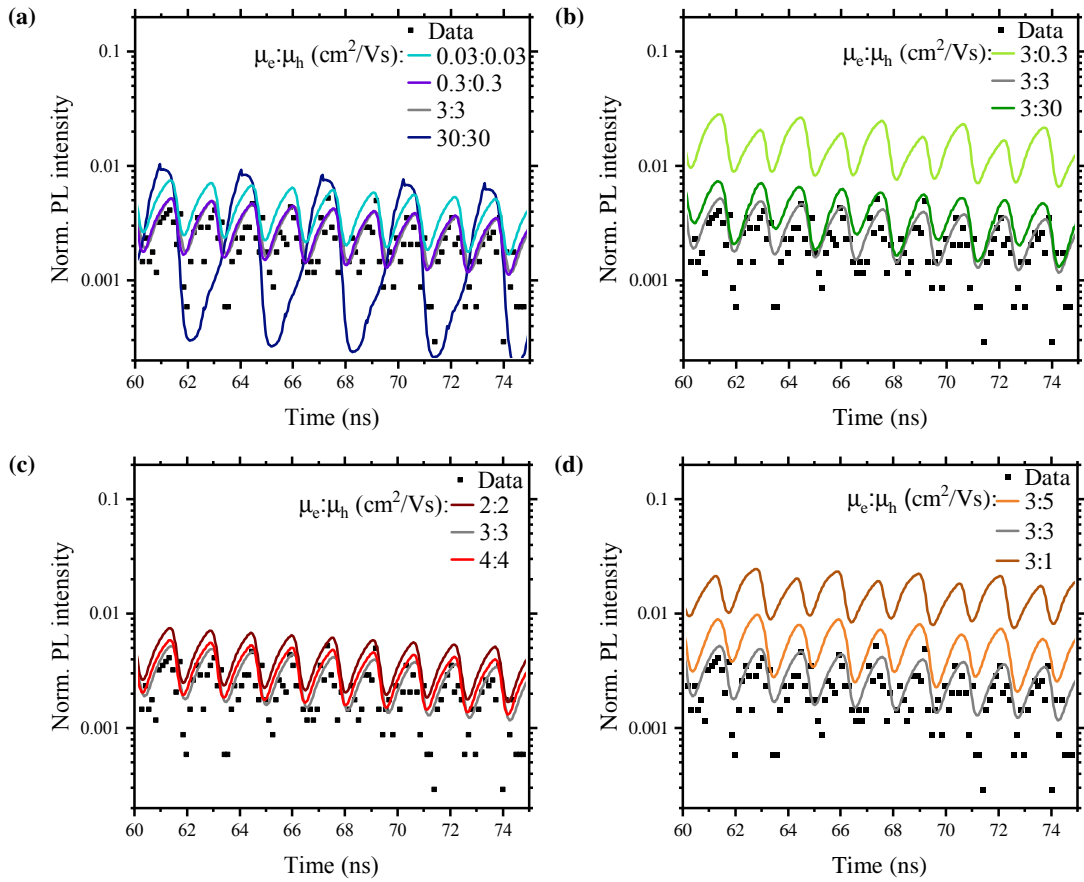 (a)
Data
μe:μh (cm²/Vs):
0.03:0.03
0.3:0.3
3:3
30:30
0.1
0.01
0.001
Norm. PL intensity
60 62 64 66 68 70 72 74
Time (ns)
(b)
Data
μe:μh (cm²/Vs):
3:0.3
3:3
3:30
0.1
0.01
0.001
Norm. PL intensity
60 62 64 66 68 70 72 74
Time (ns)
(c)
Data
μe:μh (cm²/Vs):
2:2
3:3
4:4
0.1
0.01
0.001
Norm. PL intensity
60 62 64 66 68 70 72 74
Time (ns)
(d)
Data
μe:μh (cm²/Vs):
3:5
3:3
3:1
0.1
0.01
0.001
Norm. PL intensity
60 62 64 66 68 70 72 74
Time (ns)